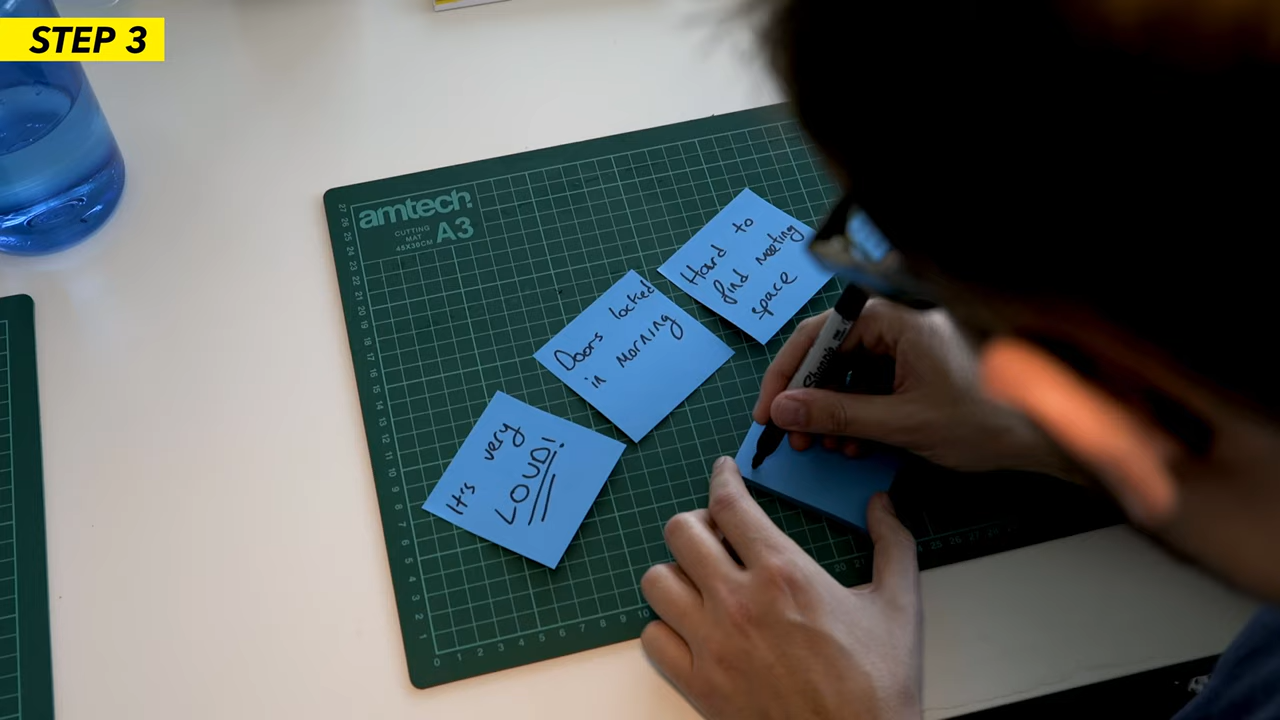 STEP 3
amtech
CUTTING
MAT
45X30CM
A3
Hard to
find meeting
space
Doors locked
in morning
It's very
LOUD!
Sharpie